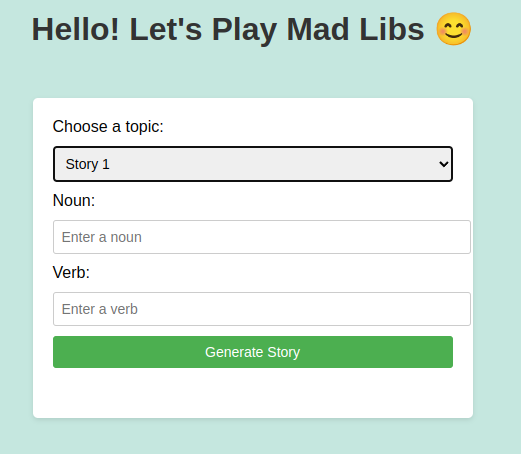 Hello! Let's Play Mad Libs 😊
Choose a topic:
Story 1
Noun:
Enter a noun
Verb:
Enter a verb
Generate Story